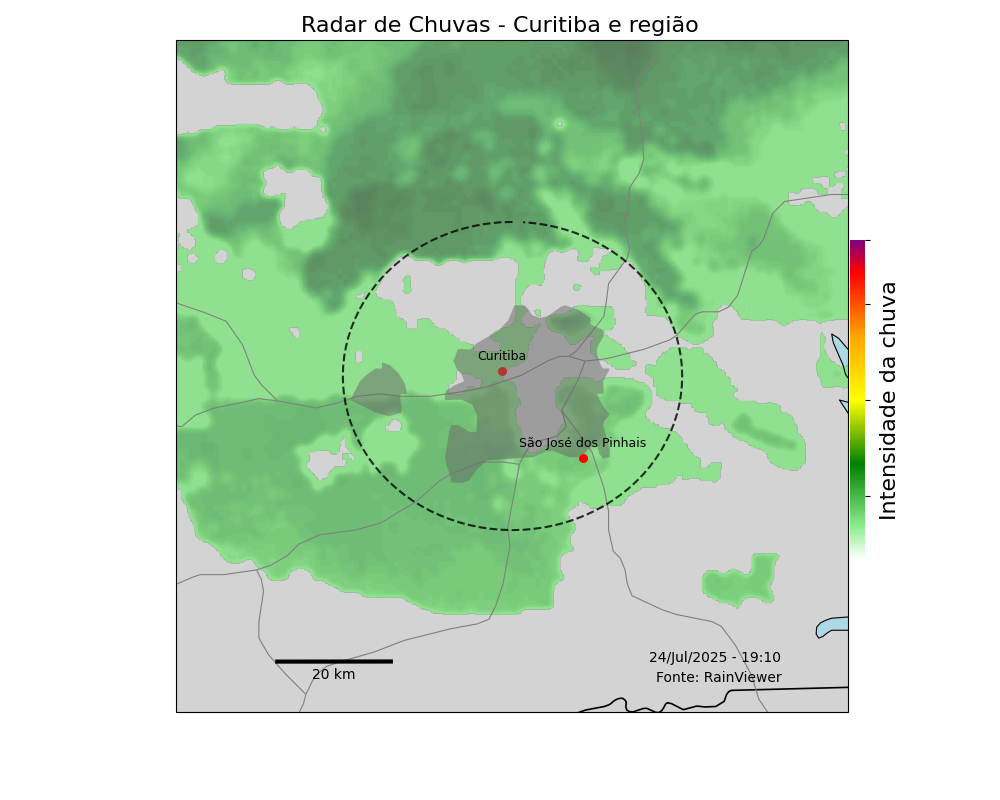 Radar de Chuvas - Curitiba e região
Curitiba
São José dos Pinhais
Intensidade da chuva
24/Jul/2025 - 19:10
Fonte: RainViewer
20 km